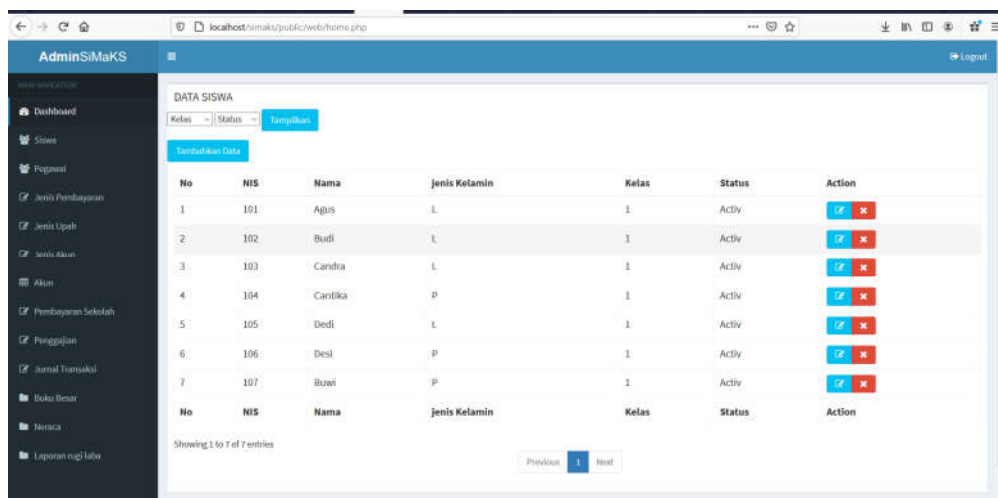 localhost/simaks/public/web/home.php
AdminSiMaKS
Logout
MAIN NAVIGATION
Dashboard
Siswa
Pegawai
Jenis Pembayaran
Jenis Upah
Jenis Akun
Akun
Pembayaran Sekolah
Penggajian
Jurnal Transaksi
Buku Besar
Neraca
Laporan rugi laba
DATA SISWA
Kelas Status Tampilkan
Tambahkan Data
No NIS Nama jenis Kelamin Kelas Status Action
1 101 Agus L 1 Activ
2 102 Budi L 1 Activ
3 103 Candra L 1 Activ
4 104 Cantika P 1 Activ
5 105 Dedi L 1 Activ
6 106 Desi P 1 Activ
7 107 Buwi P 1 Activ
No NIS Nama jenis Kelamin Kelas Status Action
Showing 1 to 7 of 7 entries
Previous 1 Next